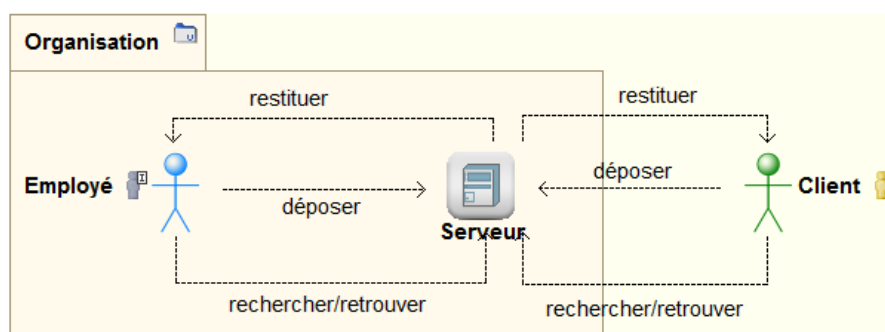 Organisation
restituer
restituer
Employé
déposer
déposer
Client
Serveur
rechercher/retrouver
rechercher/retrouver